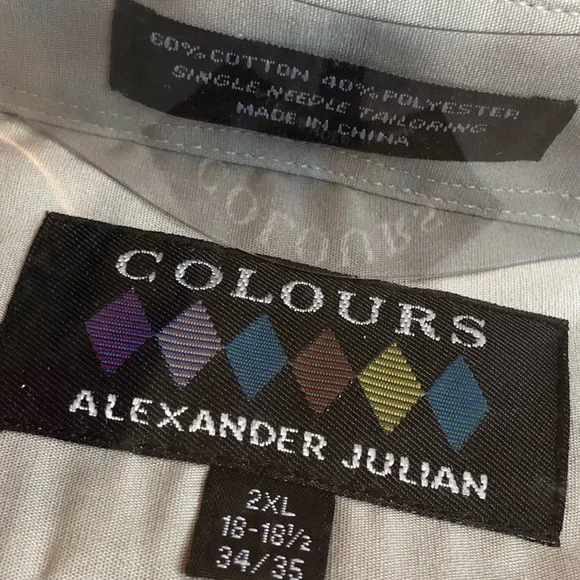 60% COTTON 40% POLYESTER
SINGLE NEEDLE TAILORING
MADE IN CHINA
COLOURS
COLOURS
ALEXANDER JULIAN
2XL
18-18½
34/35